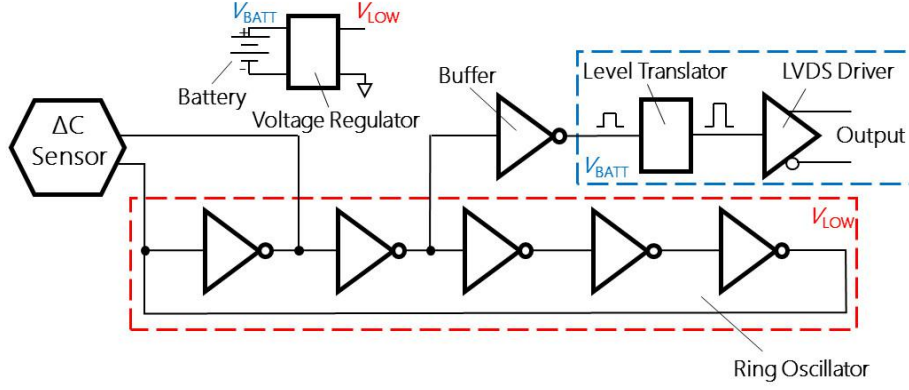 V_BATT
V_LOW
+
-
Battery
Voltage Regulator
ΔC
Sensor
Buffer
Level Translator
LVDS Driver
Output
V_BATT
V_LOW
Ring Oscillator